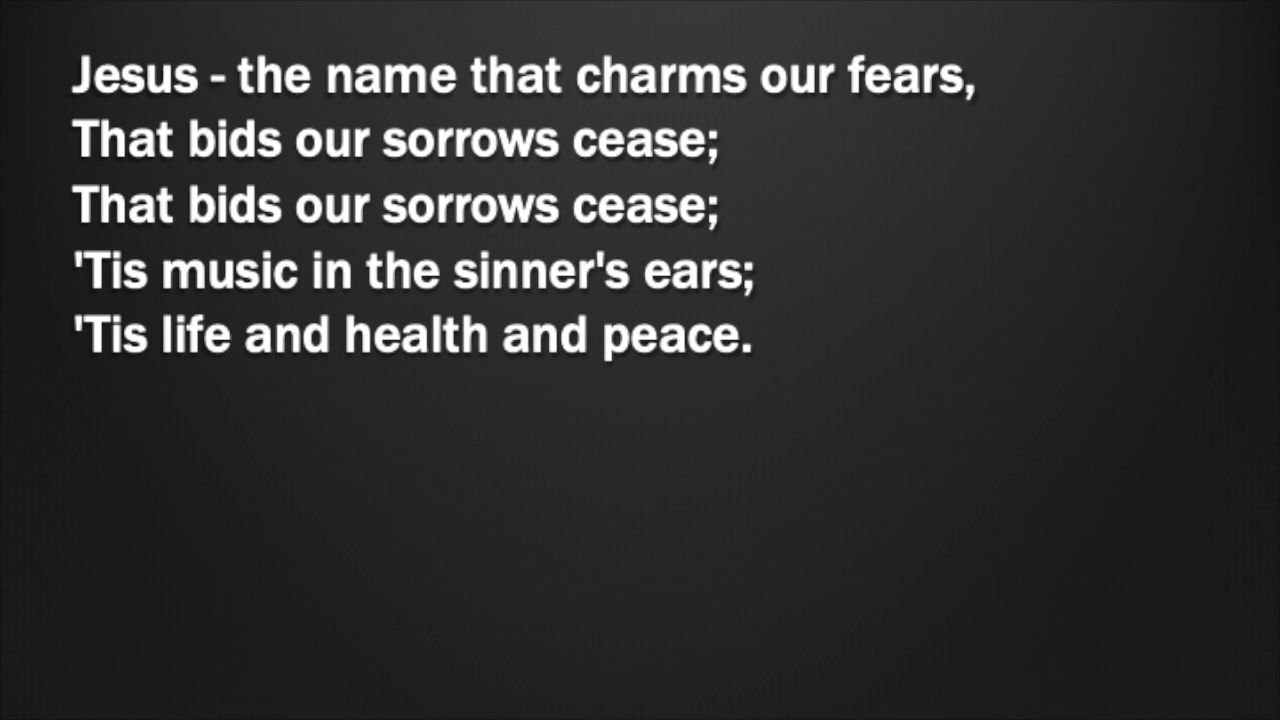 Jesus - the name that charms our fears,
That bids our sorrows cease;
That bids our sorrows cease;
'Tis music in the sinner's ears;
'Tis life and health and peace.